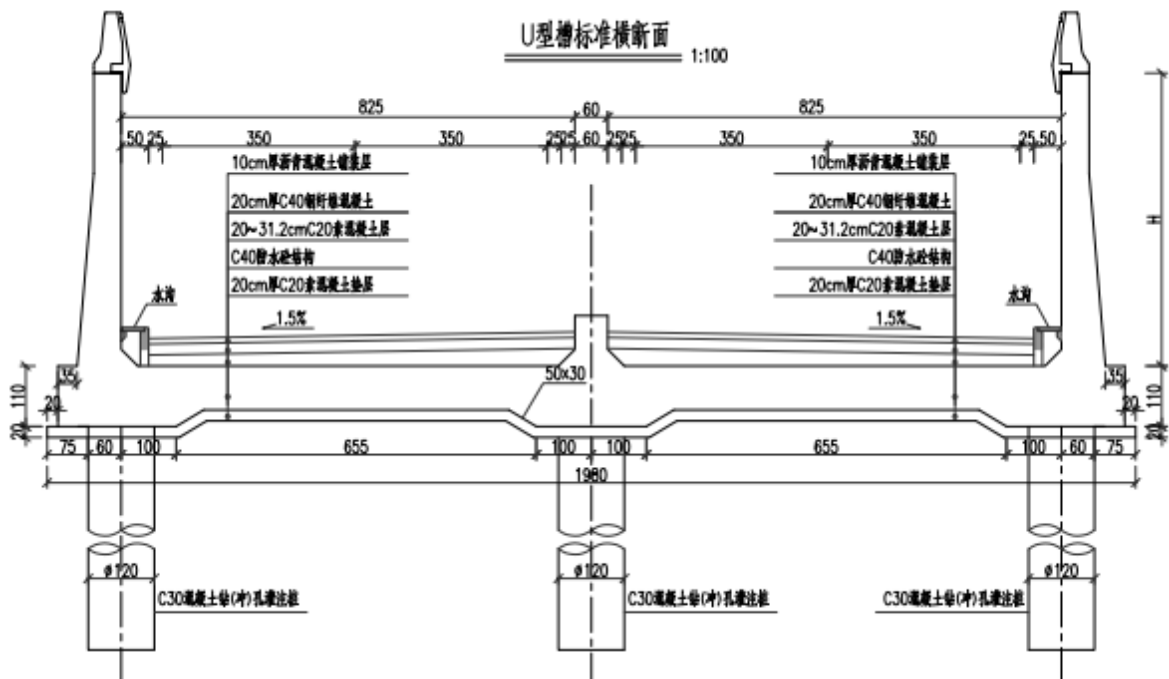 U型槽标准横断面
1:100
825 60 825
50 25 350 350 25 25 60 25 25 350 350 25 50
10cm厚沥青混凝土铺装层 10cm厚沥青混凝土铺装层
20cm厚C40钢纤维混凝土 20cm厚C40钢纤维混凝土
20~31.2cmC20素混凝土层 20~31.2cmC20素混凝土层
C40防水砼结构 C40防水砼结构
20cm厚C20素混凝土垫层 20cm厚C20素混凝土垫层
H
水沟 水沟
1.5% 1.5%
35 50x30 35
110 20 20 110
20 20
75 60 100 655 100 100 655 100 60 75
1980
ø120 ø120 ø120
C30混凝土钻(冲)孔灌注桩 C30混凝土钻(冲)孔灌注桩 C30混凝土钻(冲)孔灌注桩